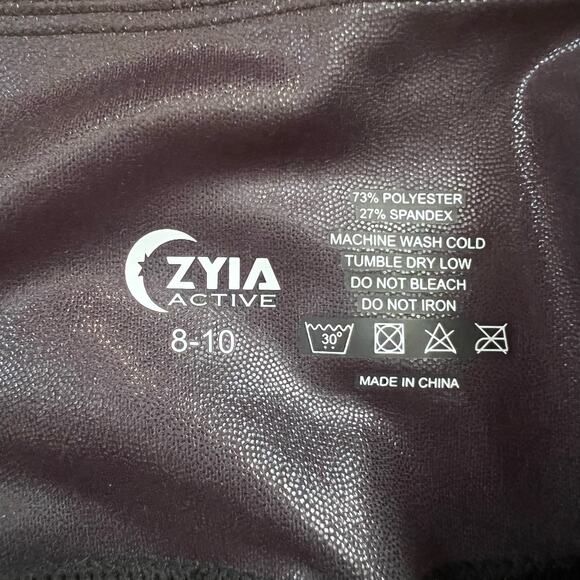 ZYIA
ACTIVE
8-10
73% POLYESTER
27% SPANDEX
MACHINE WASH COLD
TUMBLE DRY LOW
DO NOT BLEACH
DO NOT IRON
30°
MADE IN CHINA